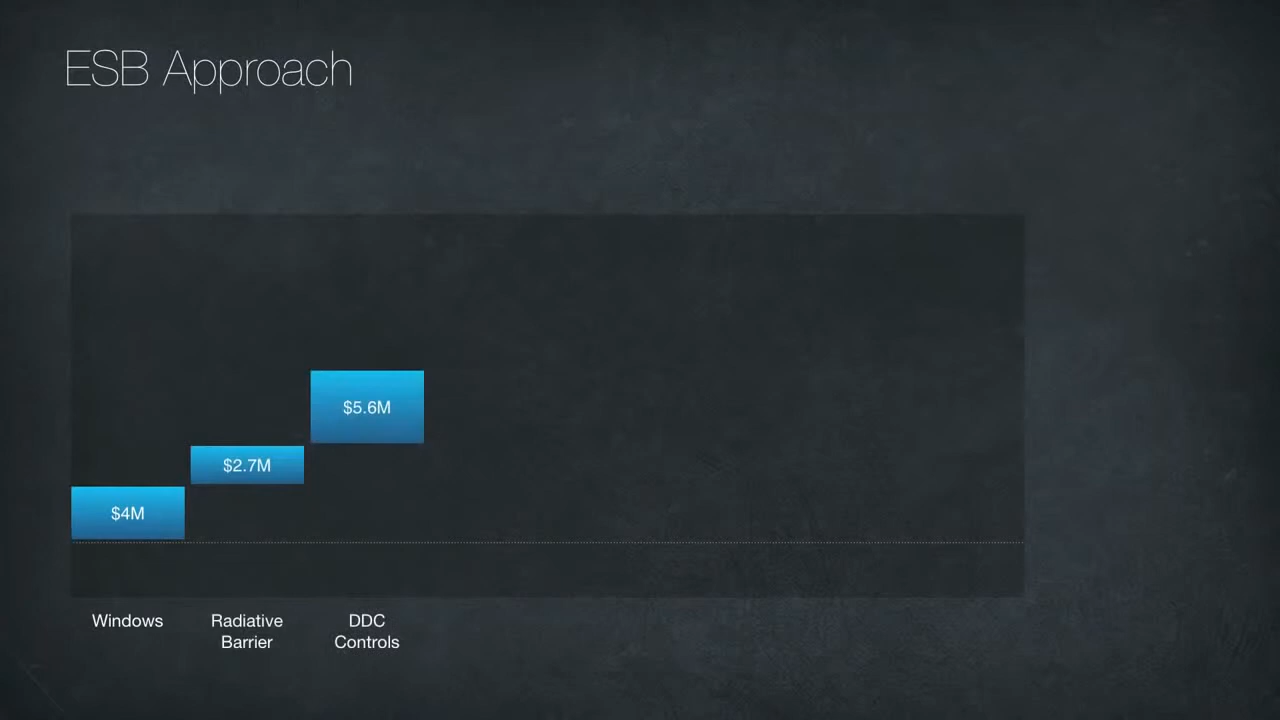 ESB Approach
$5.6M
$2.7M
$4M
Windows
Radiative
Barrier
DDC
Controls